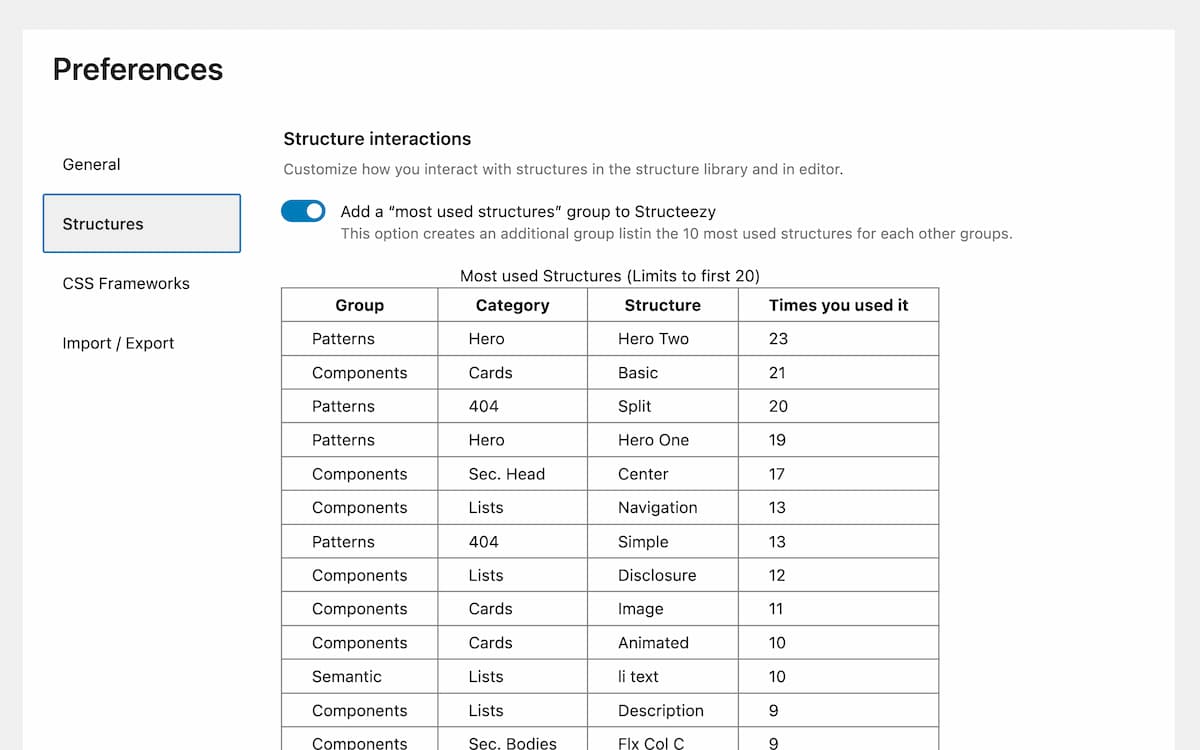 Preferences
General
Structures
CSS Frameworks
Import / Export
Structure interactions
Customize how you interact with structures in the structure library and in editor.
Add a “most used structures” group to Structeezy
This option creates an additional group listin the 10 most used structures for each other groups.
Most used Structures (Limits to first 20)
Group Category Structure Times you used it
Patterns Hero Hero Two 23
Components Cards Basic 21
Patterns 404 Split 20
Patterns Hero Hero One 19
Components Sec. Head Center 17
Components Lists Navigation 13
Patterns 404 Simple 13
Components Lists Disclosure 12
Components Cards Image 11
Components Cards Animated 10
Semantic Lists li text 10
Components Lists Description 9
Components Sec. Bodies Flx Col C 9